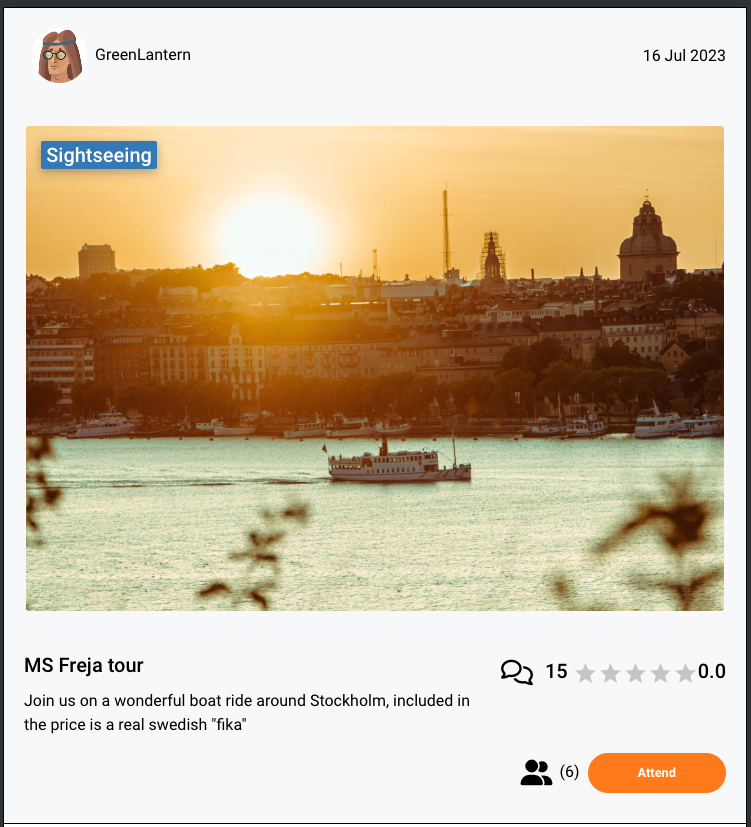 GreenLantern
16 Jul 2023
Sightseeing
MS Freja tour
15
0.0
Join us on a wonderful boat ride around Stockholm, included in
the price is a real swedish "fika"
(6)
Attend